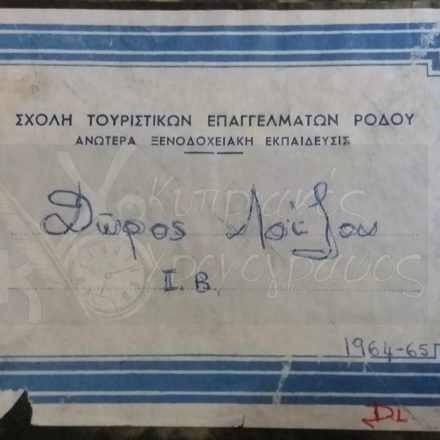 ΣΧΟΛΗ ΤΟΥΡΙΣΤΙΚΩΝ ΕΠΑΓΓΕΛΜΑΤΩΝ ΡΟΔΟΥ
ΑΝΩΤΕΡΑ ΞΕΝΟΔΟΧΕΙΑΚΗ ΕΚΠΑΙΔΕΥΣΙΣ
Κυπριακός
Δώρος Λοΐζου
Χρονογράφος
I. B.
1964-65
DL